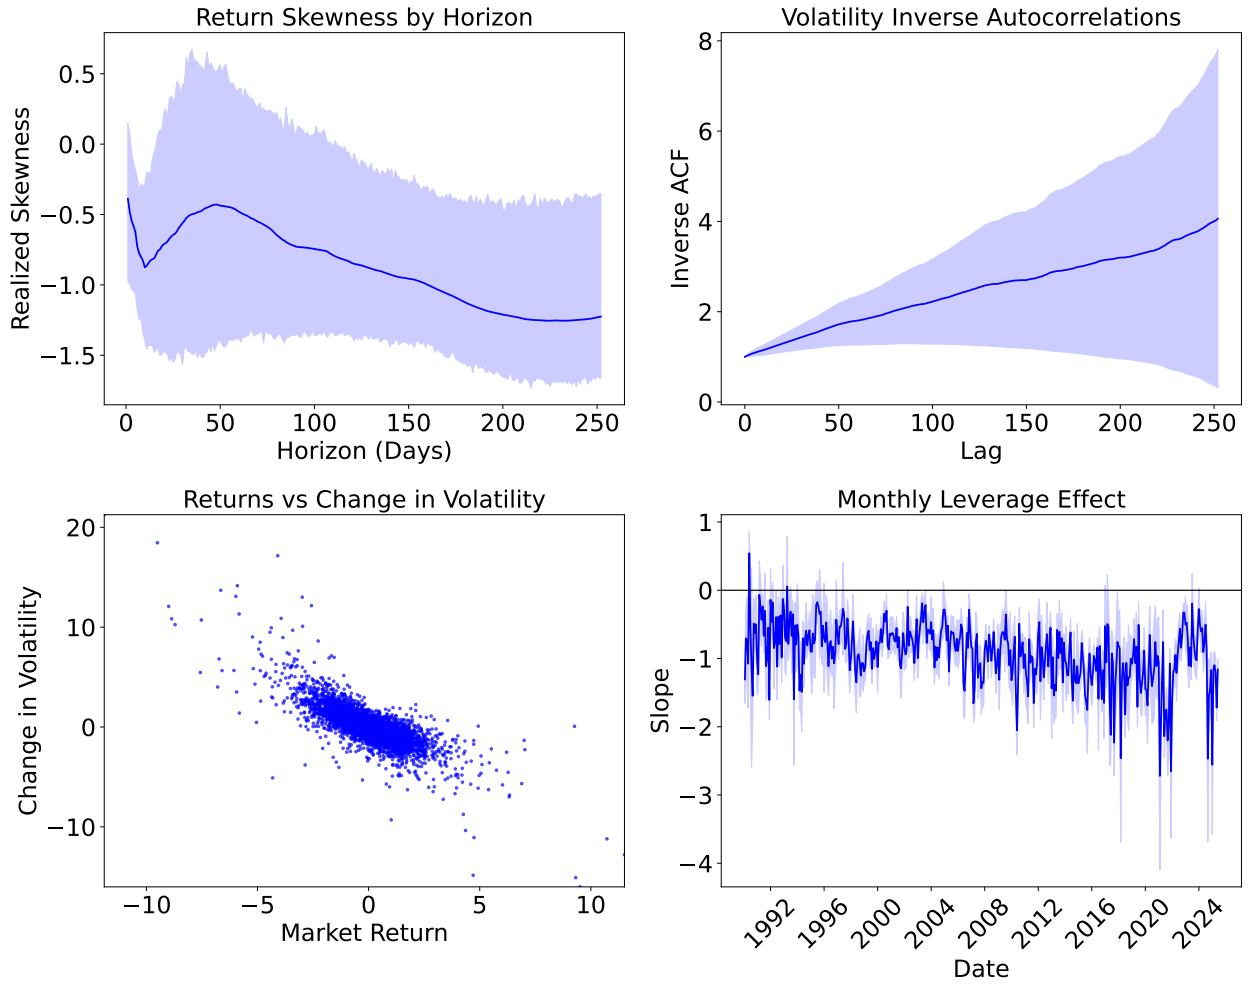 Return Skewness by Horizon
Realized Skewness
0.5
0.0
−0.5
−1.0
−1.5
0 50 100 150 200 250
Horizon (Days)
Volatility Inverse Autocorrelations
Inverse ACF
8
6
4
2
0
0 50 100 150 200 250
Lag
Returns vs Change in Volatility
Change in Volatility
20
10
0
−10
−10 −5 0 5 10
Market Return
Monthly Leverage Effect
Slope
1
0
−1
−2
−3
−4
1992 1996 2000 2004 2008 2012 2016 2020 2024
Date